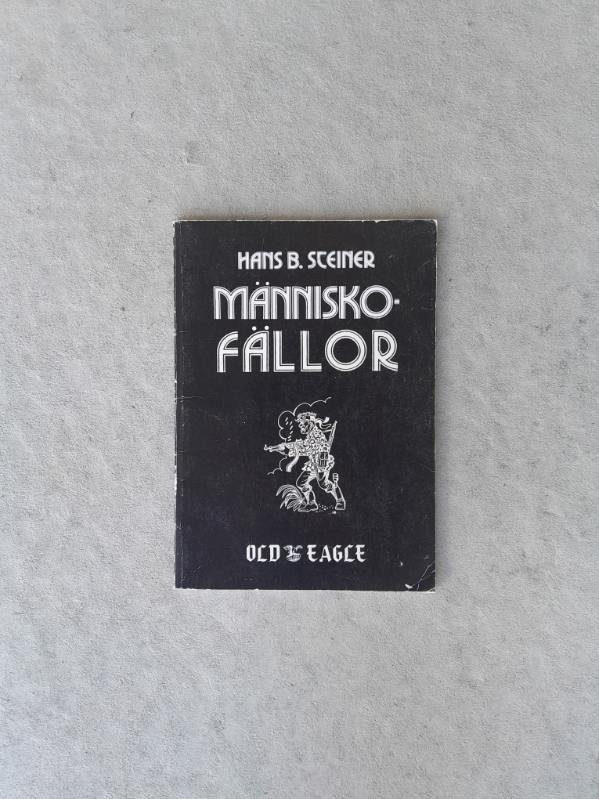 HANS B. STEINER
MÄNNISKO-
FÄLLOR
OLD EAGLE